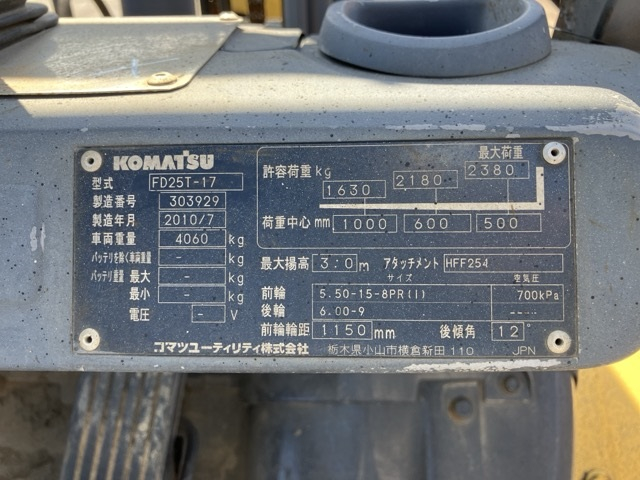 KOMATSU
型式 FD25T-17
製造番号 303929
製造年月 2010/7
車両重量 4060 kg
バッテリを除く車両重量 - kg
バッテリ重量 最大 - kg
最小 - kg
電圧 - V
最大荷重
許容荷重 kg 1630 2180 2380
荷重中心 mm 1000 600 500
最大揚高 3.0 m アタッチメント HFF254
サイズ 空気圧
前輪 5.50-15-8PR(I) 700kPa
後輪 6.00-9 ----
前輪輪距 1150 mm 後傾角 12°
コマツユーティリティ株式会社 栃木県小山市横倉新田110 JPN